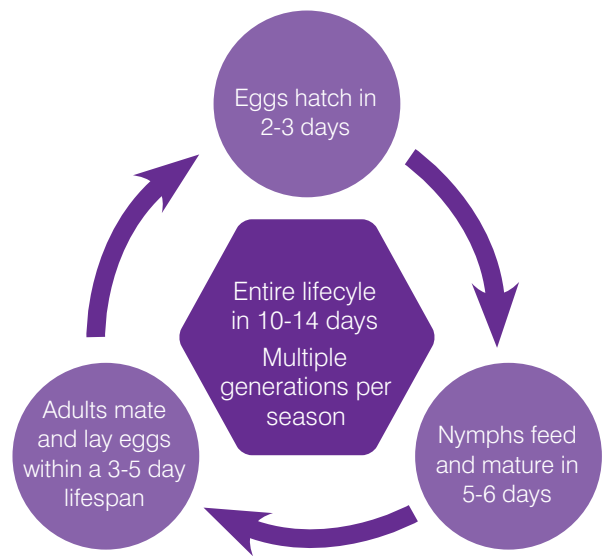 Eggs hatch in
2-3 days
Entire lifecyle
in 10-14 days
Multiple
generations per
season
Nymphs feed
and mature in
5-6 days
Adults mate
and lay eggs
within a 3-5 day
lifespan